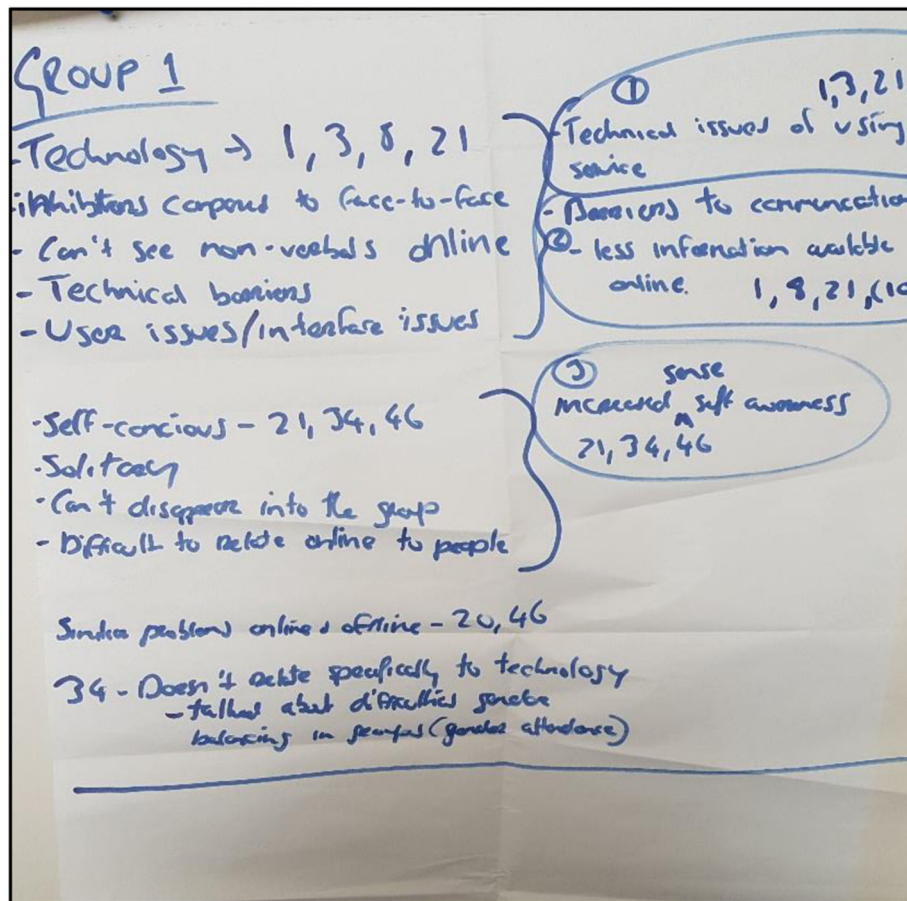 GROUP 1
- Technology → 1, 3, 8, 21
- inhibitions compared to face-to-face
- Can't see non-verbals online
- Technical barriers
- User issues/interface issues
① 1, 3, 21
- Technical issues of using
service
- Barriers to communication
② - less information available
online. 1, 8, 21, (10
· Self-concious - 21, 34, 46
· Solitary
· Can't disappear into the group
- Difficult to relate online to people
③ sense
increased ^ self awareness
21, 34, 46
Similar problems online & offline - 20, 46
34 - Doesn't relate specifically to technology
- talked about difficulties gender
balancing in groups (gender attendance)